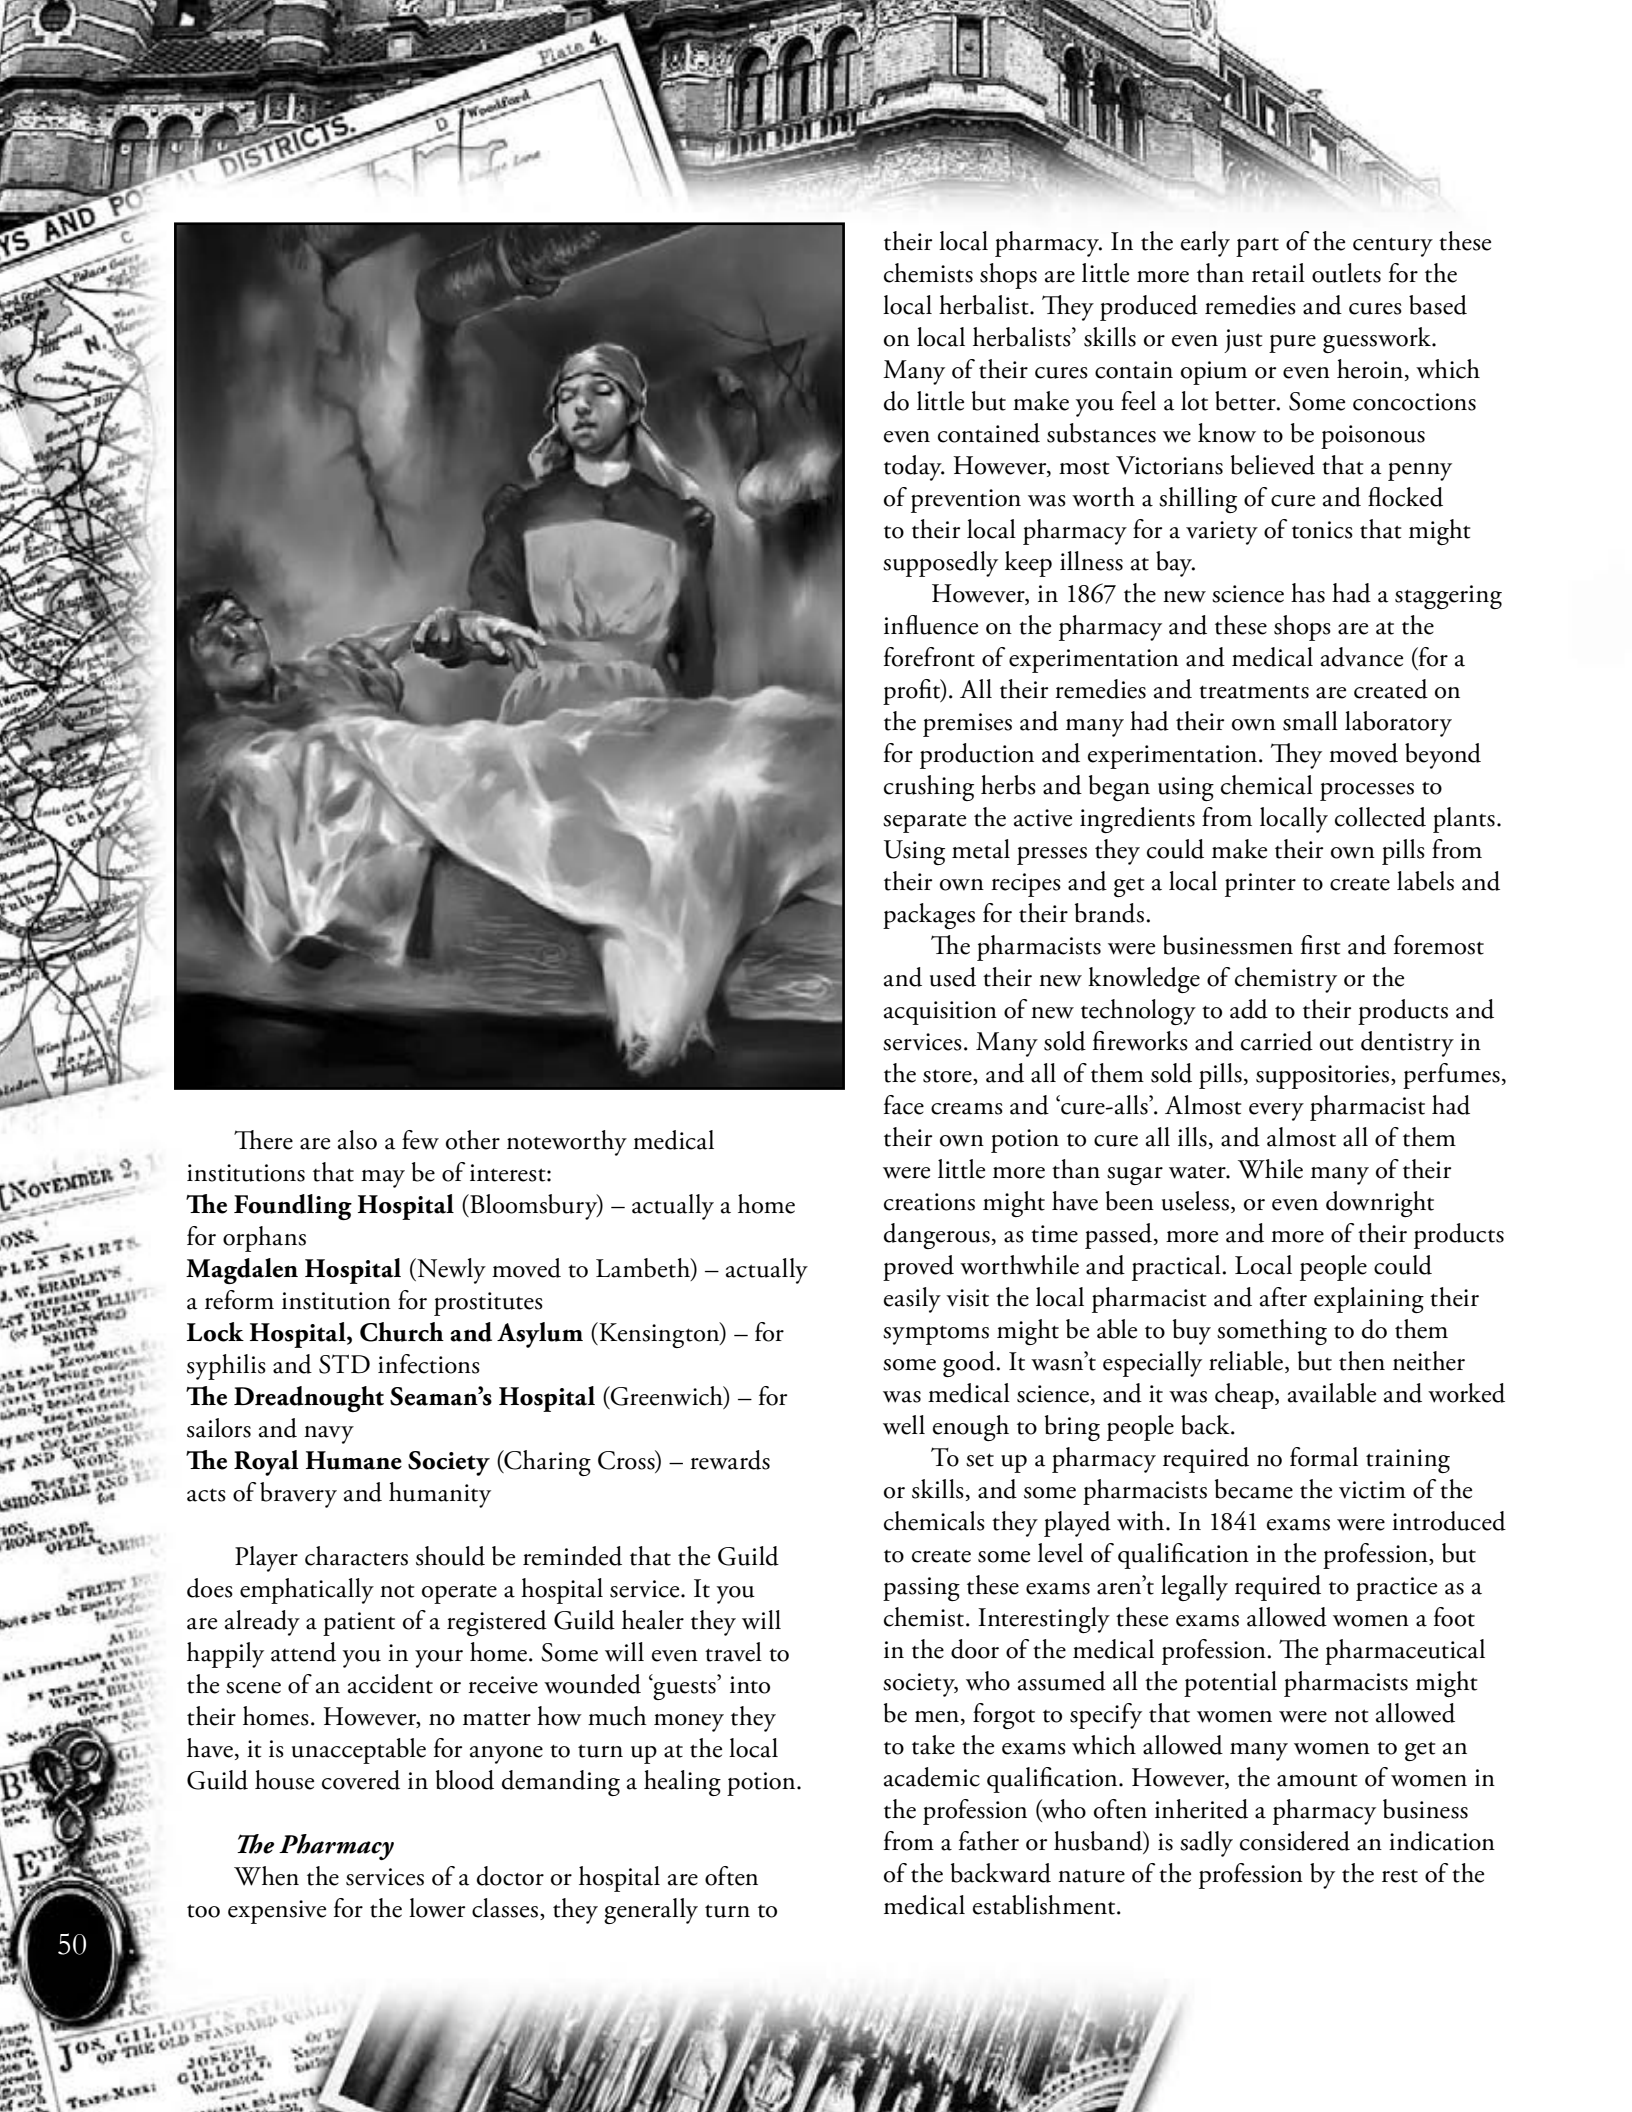 Plate 4.
DISTRICTS.
D
Woodford
YS AND PO
C
N.
There are also a few other noteworthy medical
institutions that may be of interest:
The Foundling Hospital (Bloomsbury) – actually a home
for orphans
Magdalen Hospital (Newly moved to Lambeth) – actually
a reform institution for prostitutes
Lock Hospital, Church and Asylum (Kensington) – for
syphilis and STD infections
The Dreadnought Seaman’s Hospital (Greenwich) – for
sailors and navy
The Royal Humane Society (Charing Cross) – rewards
acts of bravery and humanity
Player characters should be reminded that the Guild
does emphatically not operate a hospital service. It you
are already a patient of a registered Guild healer they will
happily attend you in your home. Some will even travel to
the scene of an accident or receive wounded ‘guests’ into
their homes. However, no matter how much money they
have, it is unacceptable for anyone to turn up at the local
Guild house covered in blood demanding a healing potion.
The Pharmacy
When the services of a doctor or hospital are often
too expensive for the lower classes, they generally turn to
their local pharmacy. In the early part of the century these
chemists shops are little more than retail outlets for the
local herbalist. They produced remedies and cures based
on local herbalists’ skills or even just pure guesswork.
Many of their cures contain opium or even heroin, which
do little but make you feel a lot better. Some concoctions
even contained substances we know to be poisonous
today. However, most Victorians believed that a penny
of prevention was worth a shilling of cure and flocked
to their local pharmacy for a variety of tonics that might
supposedly keep illness at bay.
However, in 1867 the new science has had a staggering
influence on the pharmacy and these shops are at the
forefront of experimentation and medical advance (for a
profit). All their remedies and treatments are created on
the premises and many had their own small laboratory
for production and experimentation. They moved beyond
crushing herbs and began using chemical processes to
separate the active ingredients from locally collected plants.
Using metal presses they could make their own pills from
their own recipes and get a local printer to create labels and
packages for their brands.
The pharmacists were businessmen first and foremost
and used their new knowledge of chemistry or the
acquisition of new technology to add to their products and
services. Many sold fireworks and carried out dentistry in
the store, and all of them sold pills, suppositories, perfumes,
face creams and ‘cure-alls’. Almost every pharmacist had
their own potion to cure all ills, and almost all of them
were little more than sugar water. While many of their
creations might have been useless, or even downright
dangerous, as time passed, more and more of their products
proved worthwhile and practical. Local people could
easily visit the local pharmacist and after explaining their
symptoms might be able to buy something to do them
some good. It wasn’t especially reliable, but then neither
was medical science, and it was cheap, available and worked
well enough to bring people back.
To set up a pharmacy required no formal training
or skills, and some pharmacists became the victim of the
chemicals they played with. In 1841 exams were introduced
to create some level of qualification in the profession, but
passing these exams aren’t legally required to practice as a
chemist. Interestingly these exams allowed women a foot
in the door of the medical profession. The pharmaceutical
society, who assumed all the potential pharmacists might
be men, forgot to specify that women were not allowed
to take the exams which allowed many women to get an
academic qualification. However, the amount of women in
the profession (who often inherited a pharmacy business
from a father or husband) is sadly considered an indication
of the backward nature of the profession by the rest of the
medical establishment.
[NOVEMBER 2,
J. W. BRADLEY'S
SKIRTS
50
JOS. GILLOTT'S
OF THE OLD STANDARD QUALITY
JOSEPH
GILLOTT,
Warranted.
TRADE-MARK: